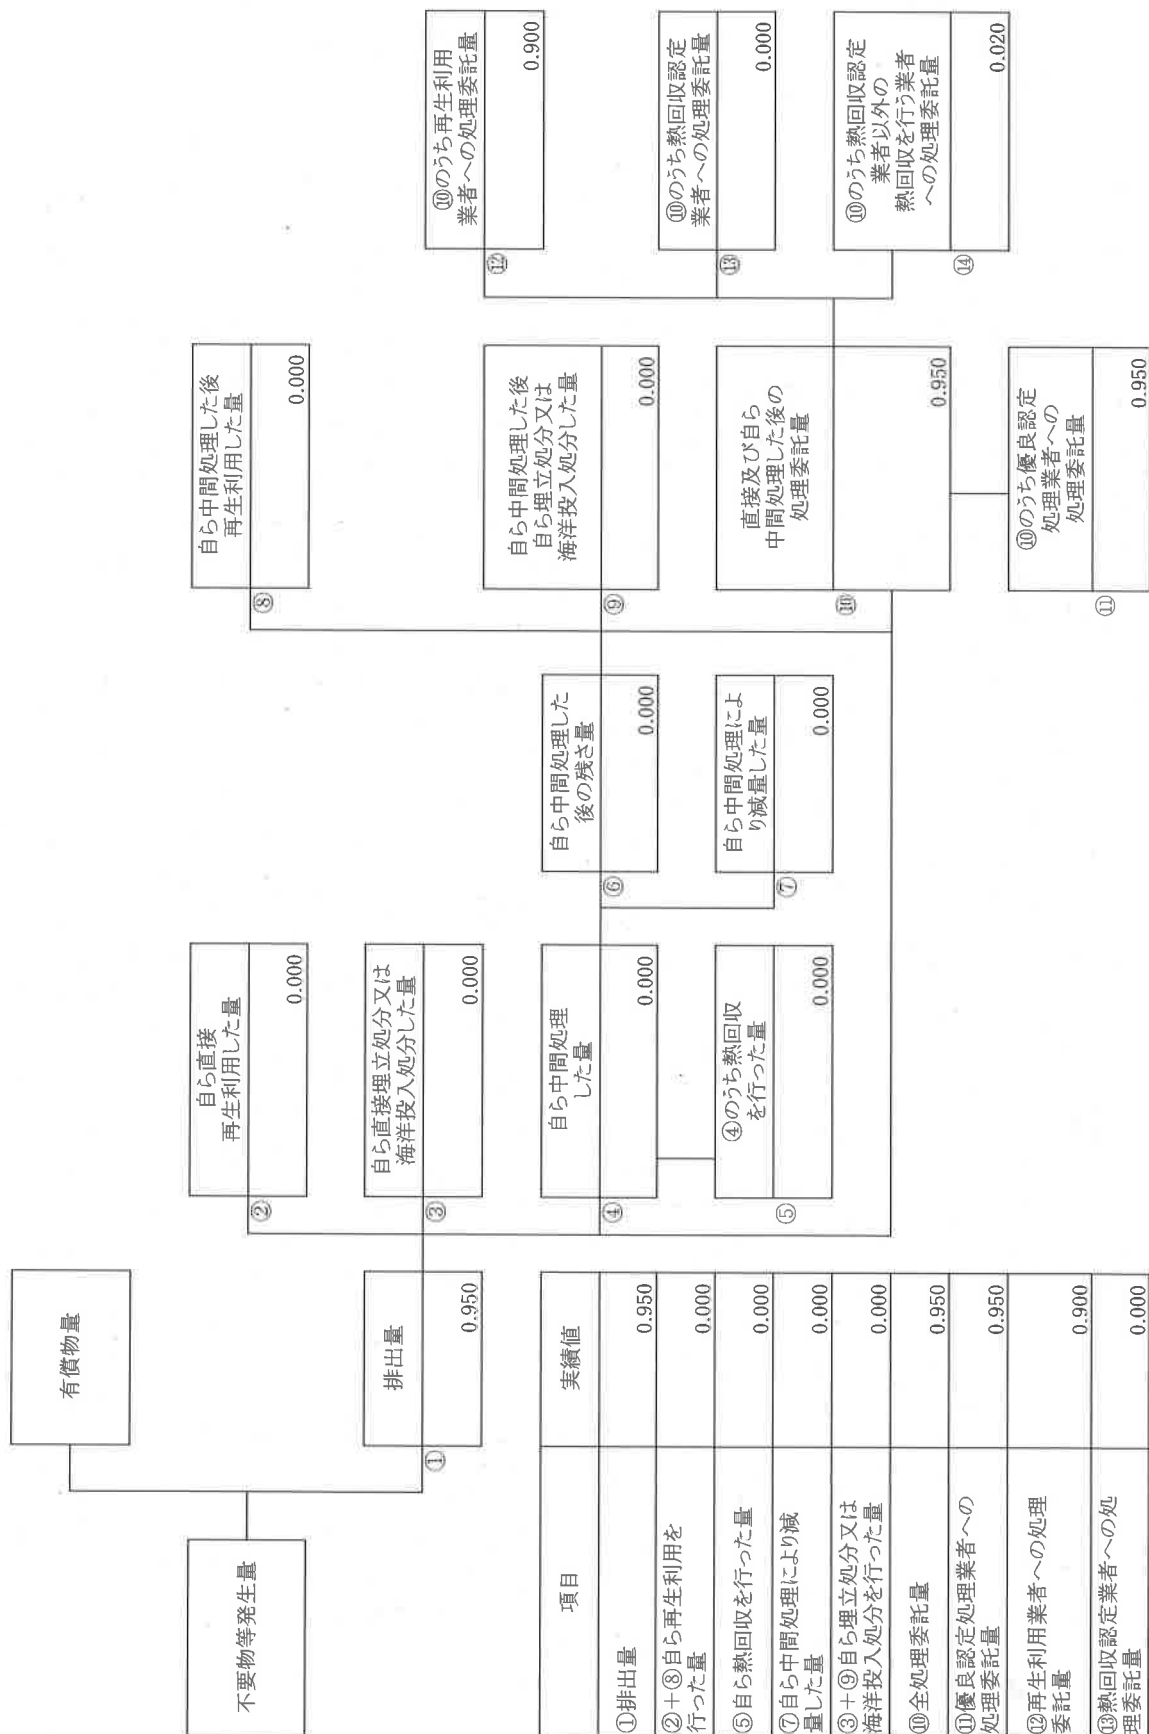 不要物等発生量
有償物量
排出量
①
0.950
自ら直接
再生利用した量
②
0.000
自ら直接埋立処分又は
海洋投入処分した量
③
0.000
自ら中間処理
した量
④
0.000
④のうち熱回収
を行った量
⑤
0.000
自ら中間処理した
後の残さ量
⑥
0.000
自ら中間処理によ
り減量した量
⑦
0.000
自ら中間処理した後
再生利用した量
⑧
0.000
自ら中間処理した後
自ら埋立処分又は
海洋投入処分した量
⑨
0.000
直接及び自ら
中間処理した後の
処理委託量
⑩
0.950
⑩のうち優良認定
処理業者への
処理委託量
⑪
0.950
⑩のうち再生利用
業者への処理委託量
⑫
0.900
⑩のうち熱回収認定
業者への処理委託量
⑬
0.000
⑩のうち熱回収認定
業者以外の
熱回収を行う業者
への処理委託量
⑭
0.020
項目 実績値
①排出量 0.950
②+⑧自ら再生利用を
行った量 0.000
⑤自ら熱回収を行った量 0.000
⑦自ら中間処理により減
量した量 0.000
③+⑨自ら埋立処分又は
海洋投入処分を行った量 0.000
⑩全処理委託量 0.950
⑪優良認定処理業者への
処理委託量 0.950
⑫再生利用業者への処理
委託量 0.900
⑬熱回収認定業者への処
理委託量 0.000